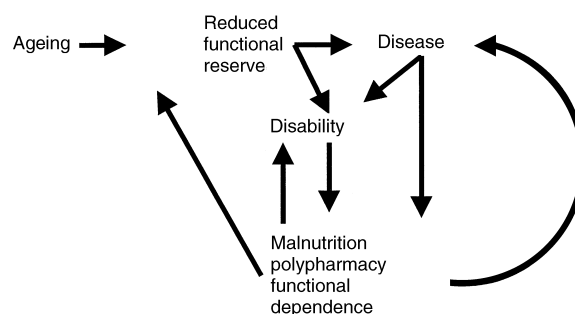 Ageing
Reduced
functional
reserve
Disease
Disability
Malnutrition
polypharmacy
functional
dependence